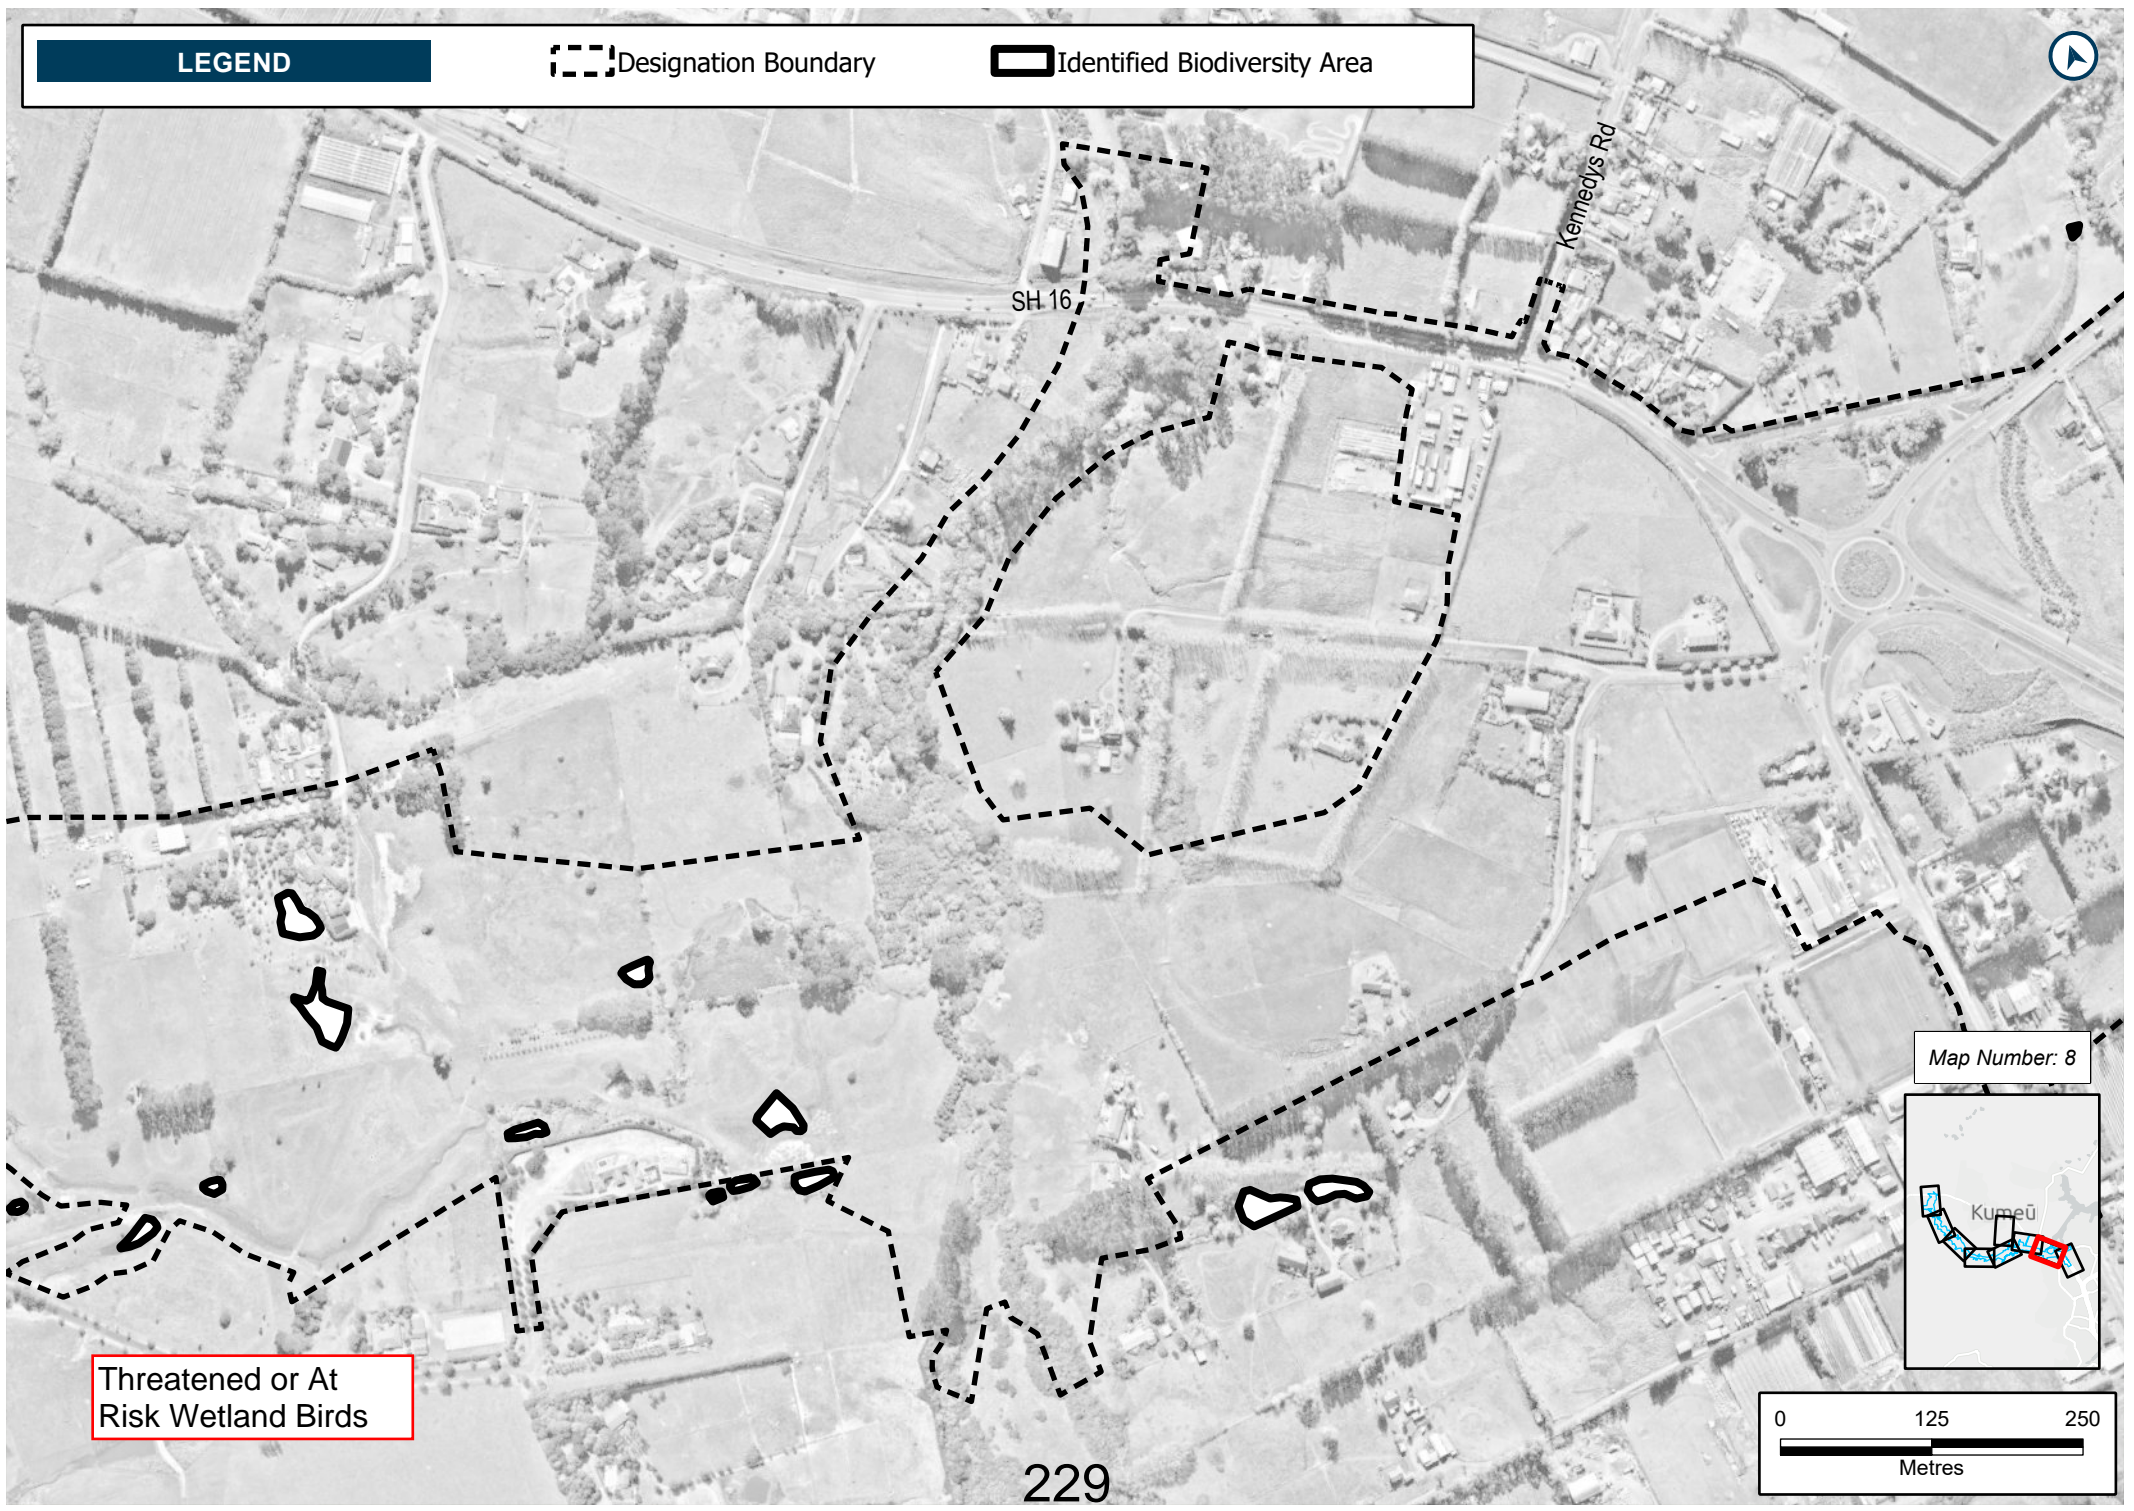 LEGEND
Designation Boundary
Identified Biodiversity Area
Kennedys Rd
SH 16
Map Number: 8
Kumeū
Threatened or At
Risk Wetland Birds
0 125 250
Metres
229